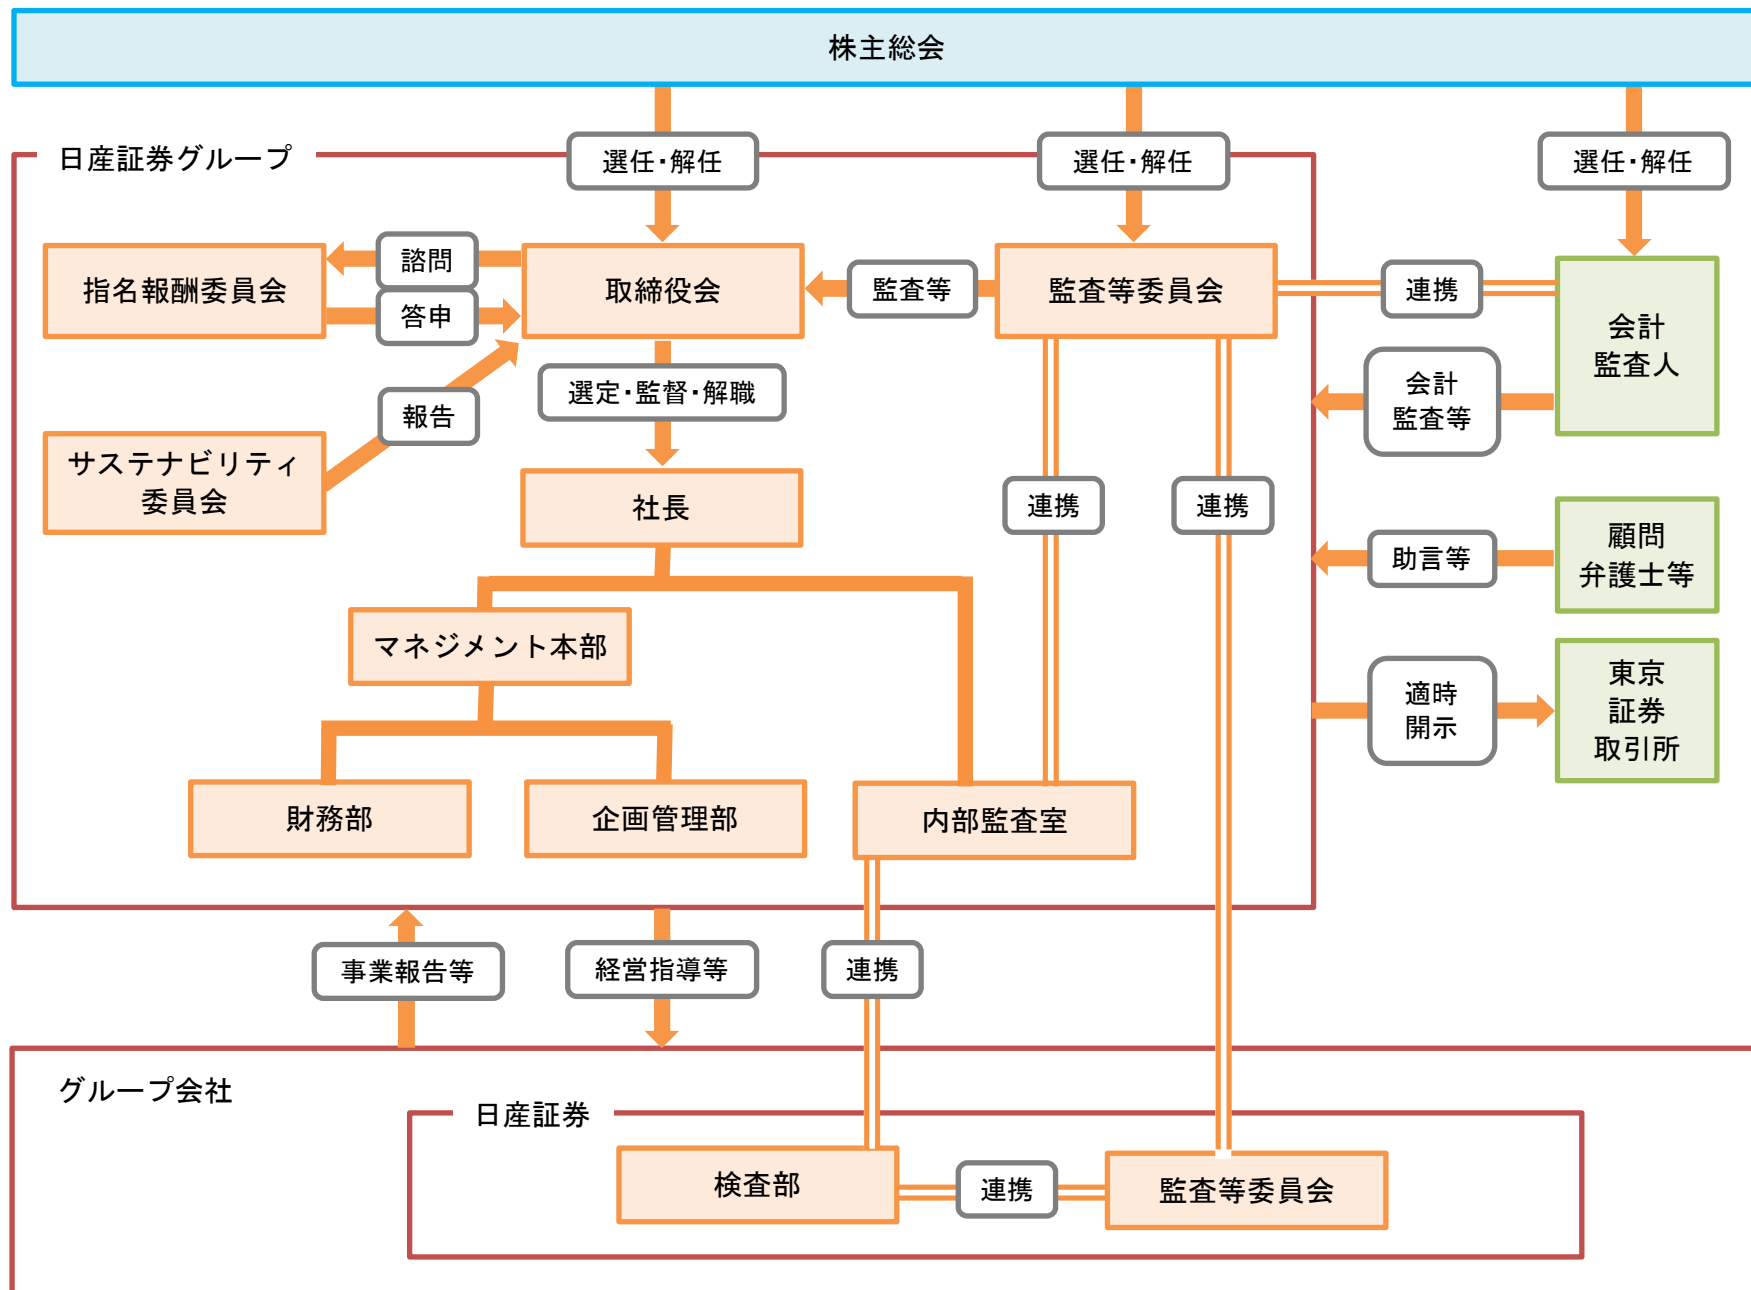 株主総会
選任・解任
選任・解任
選任・解任
日産証券グループ
諮問
指名報酬委員会
答申
取締役会
監査等
監査等委員会
連携
会計
監査人
会計
監査等
選定・監督・解職
報告
サステナビリティ
委員会
社長
連携
連携
助言等
顧問
弁護士等
マネジメント本部
適時
開示
東京
証券
取引所
財務部
企画管理部
内部監査室
事業報告等
経営指導等
連携
グループ会社
日産証券
検査部
連携
監査等委員会